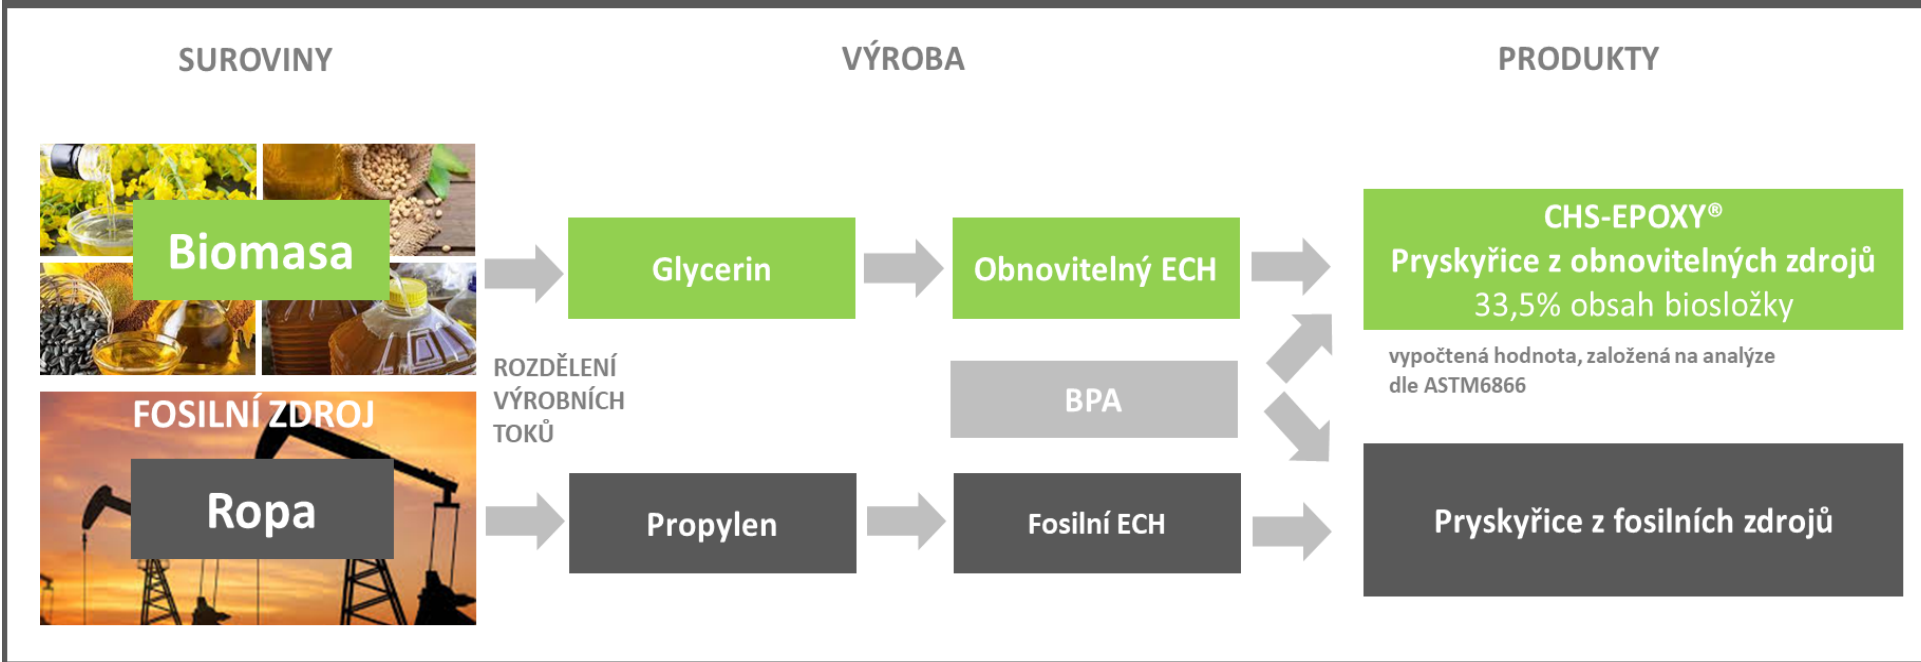 SUROVINY
VÝROBA
PRODUKTY
Biomasa
Glycerin
Obnovitelný ECH
CHS-EPOXY®
Pryskyřice z obnovitelných zdrojů
33,5% obsah biosložky
vypočtená hodnota, založená na analýze
dle ASTM6866
ROZDĚLENÍ
VÝROBNÍCH
TOKŮ
BPA
FOSILNÍ ZDROJ
Ropa
Propylen
Fosilní ECH
Pryskyřice z fosilních zdrojů